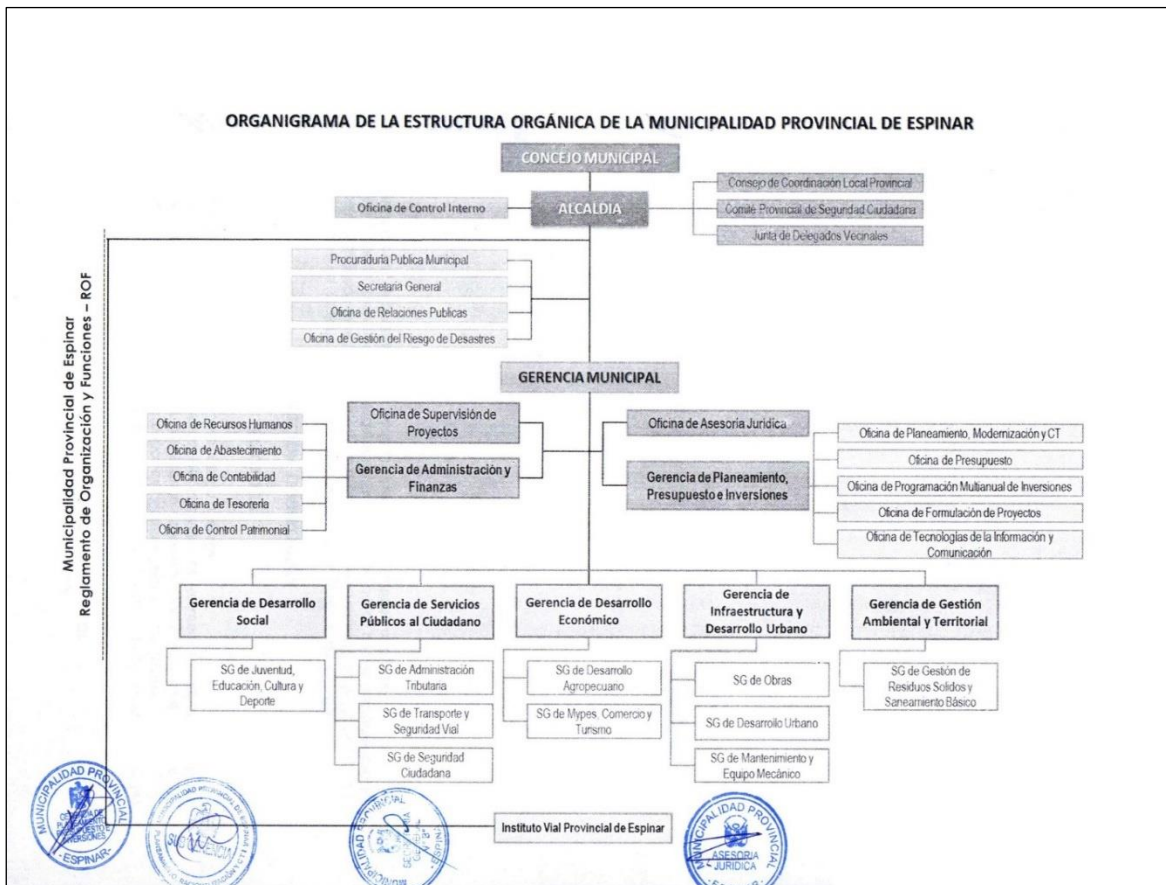 ORGANIGRAMA DE LA ESTRUCTURA ORGÁNICA DE LA MUNICIPALIDAD PROVINCIAL DE ESPINAR
CONCEJO MUNICIPAL
ALCALDIA
Oficina de Control Interno
Consejo de Coordinación Local Provincial
Comité Provincial de Seguridad Ciudadana
Junta de Delegados Vecinales
Procuraduría Publica Municipal
Secretaria General
Oficina de Relaciones Publicas
Oficina de Gestión del Riesgo de Desastres
GERENCIA MUNICIPAL
Oficina de Supervisión de
Proyectos
Gerencia de Administración y
Finanzas
Oficina de Recursos Humanos
Oficina de Abastecimiento
Oficina de Contabilidad
Oficina de Tesorería
Oficina de Control Patrimonial
Oficina de Asesoría Jurídica
Gerencia de Planeamiento,
Presupuesto e Inversiones
Oficina de Planeamiento, Modernización y CT
Oficina de Presupuesto
Oficina de Programación Multianual de Inversiones
Oficina de Formulación de Proyectos
Oficina de Tecnologías de la Información y
Comunicación
Gerencia de Desarrollo
Social
SG de Juventud,
Educación, Cultura y
Deporte
Gerencia de Servicios
Públicos al Ciudadano
SG de Administración
Tributaria
SG de Transporte y
Seguridad Vial
SG de Seguridad
Ciudadana
Gerencia de Desarrollo
Económico
SG de Desarrollo
Agropecuario
SG de Mypes, Comercio y
Turismo
Gerencia de
Infraestructura y
Desarrollo Urbano
SG de Obras
SG de Desarrollo Urbano
SG de Mantenimiento y
Equipo Mecánico
Gerencia de Gestión
Ambiental y Territorial
SG de Gestión de
Residuos Solidos y
Saneamiento Básico
Instituto Vial Provincial de Espinar
Municipalidad Provincial de Espinar
Reglamento de Organización y Funciones – ROF
MUNICIPALIDAD PROVINCIAL
ESPINAR
MUNICIPALIDAD PROVINCIAL
ASESORIA
JURIDICA